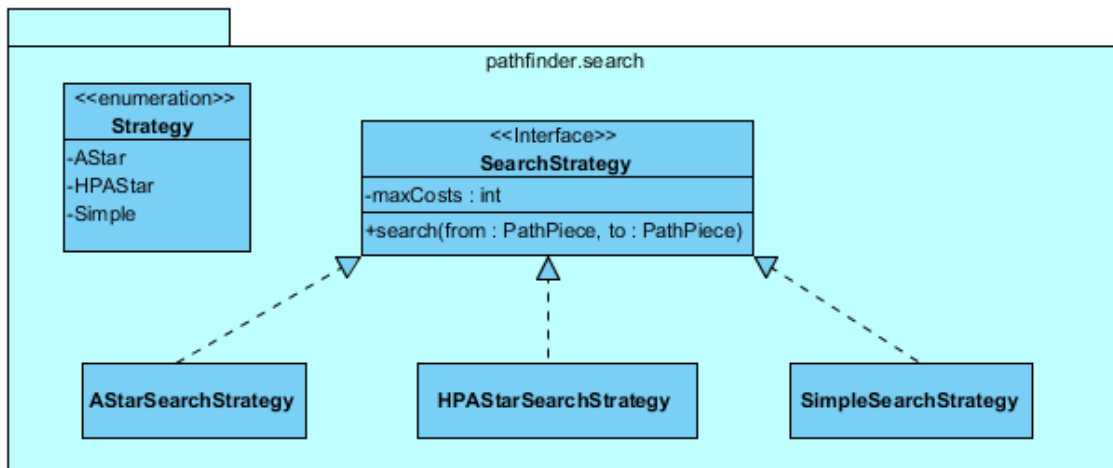 pathfinder.search
<<enumeration>>
Strategy
-AStar
-HPAStar
-Simple
<<Interface>>
SearchStrategy
-maxCosts : int
+search(from : PathPiece, to : PathPiece)
AStarSearchStrategy
HPAStarSearchStrategy
SimpleSearchStrategy